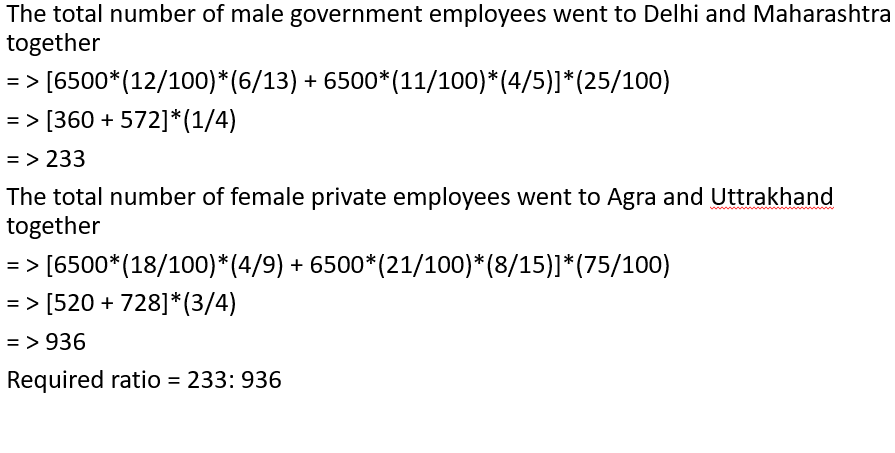 The total number of male government employees went to Delhi and Maharashtra
together
= > [6500*(12/100)*(6/13) + 6500*(11/100)*(4/5)]*(25/100)
= > [360 + 572]*(1/4)
= > 233
The total number of female private employees went to Agra and Uttrakhand
together
= > [6500*(18/100)*(4/9) + 6500*(21/100)*(8/15)]*(75/100)
= > [520 + 728]*(3/4)
= > 936
Required ratio = 233: 936